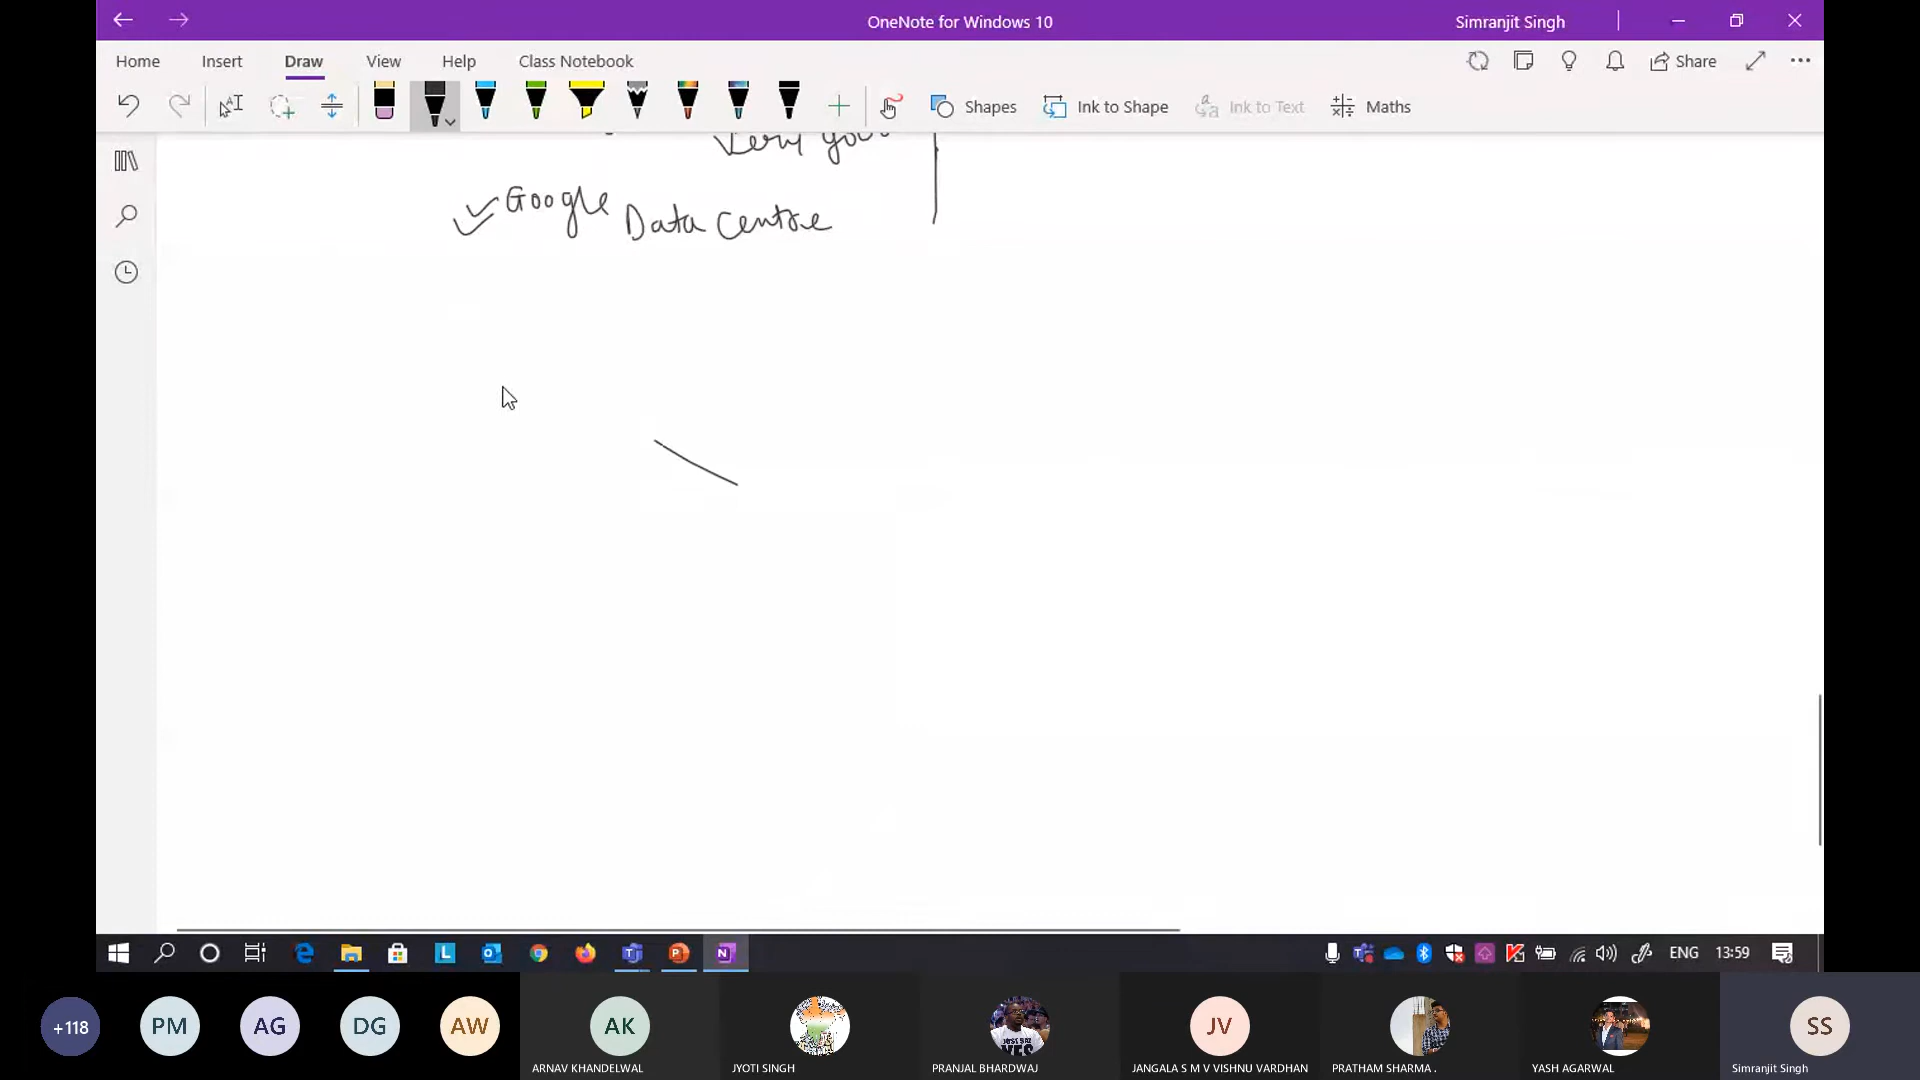 OneNote for Windows 10
Simranjit Singh
Home Insert Draw View Help Class Notebook
Share
Shapes Ink to Shape Ink to Text Maths
Very good
Google Data Centre
ENG 13:59
+118 PM AG DG AW AK JV SS
ARNAV KHANDELWAL JYOTI SINGH PRANJAL BHARDWAJ JANGALA S M V VISHNU VARDHAN PRATHAM SHARMA . YASH AGARWAL Simranjit Singh